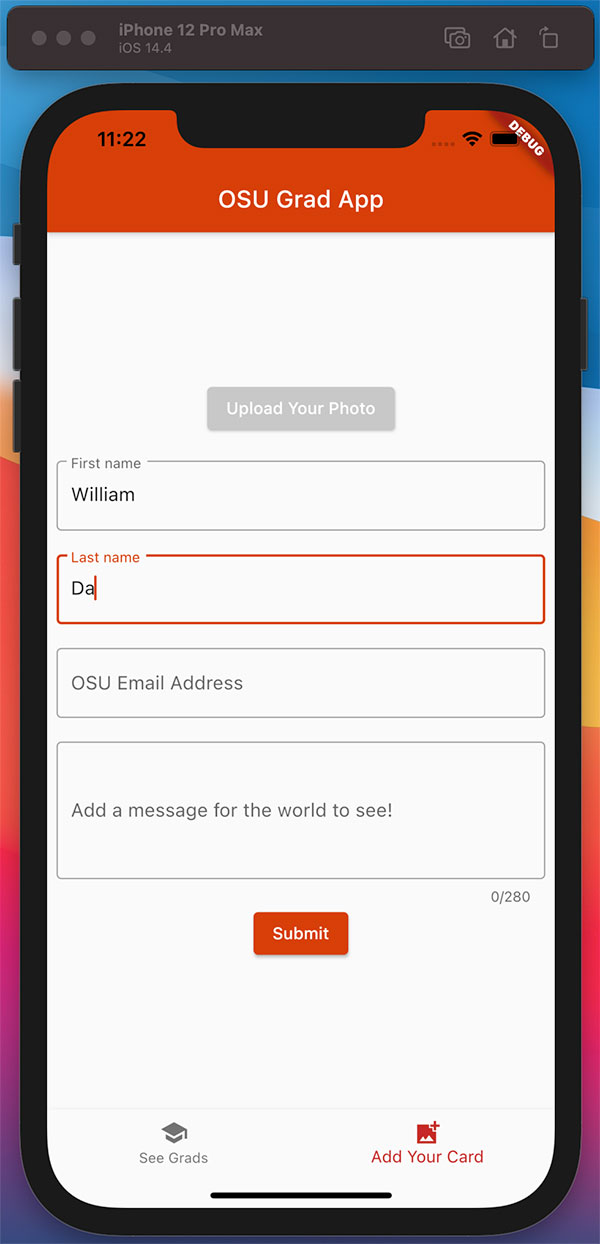 iPhone 12 Pro Max
iOS 14.4
11:22
DEBUG
OSU Grad App
Upload Your Photo
First name
William
Last name
Da
OSU Email Address
Add a message for the world to see!
0/280
Submit
See Grads
Add Your Card